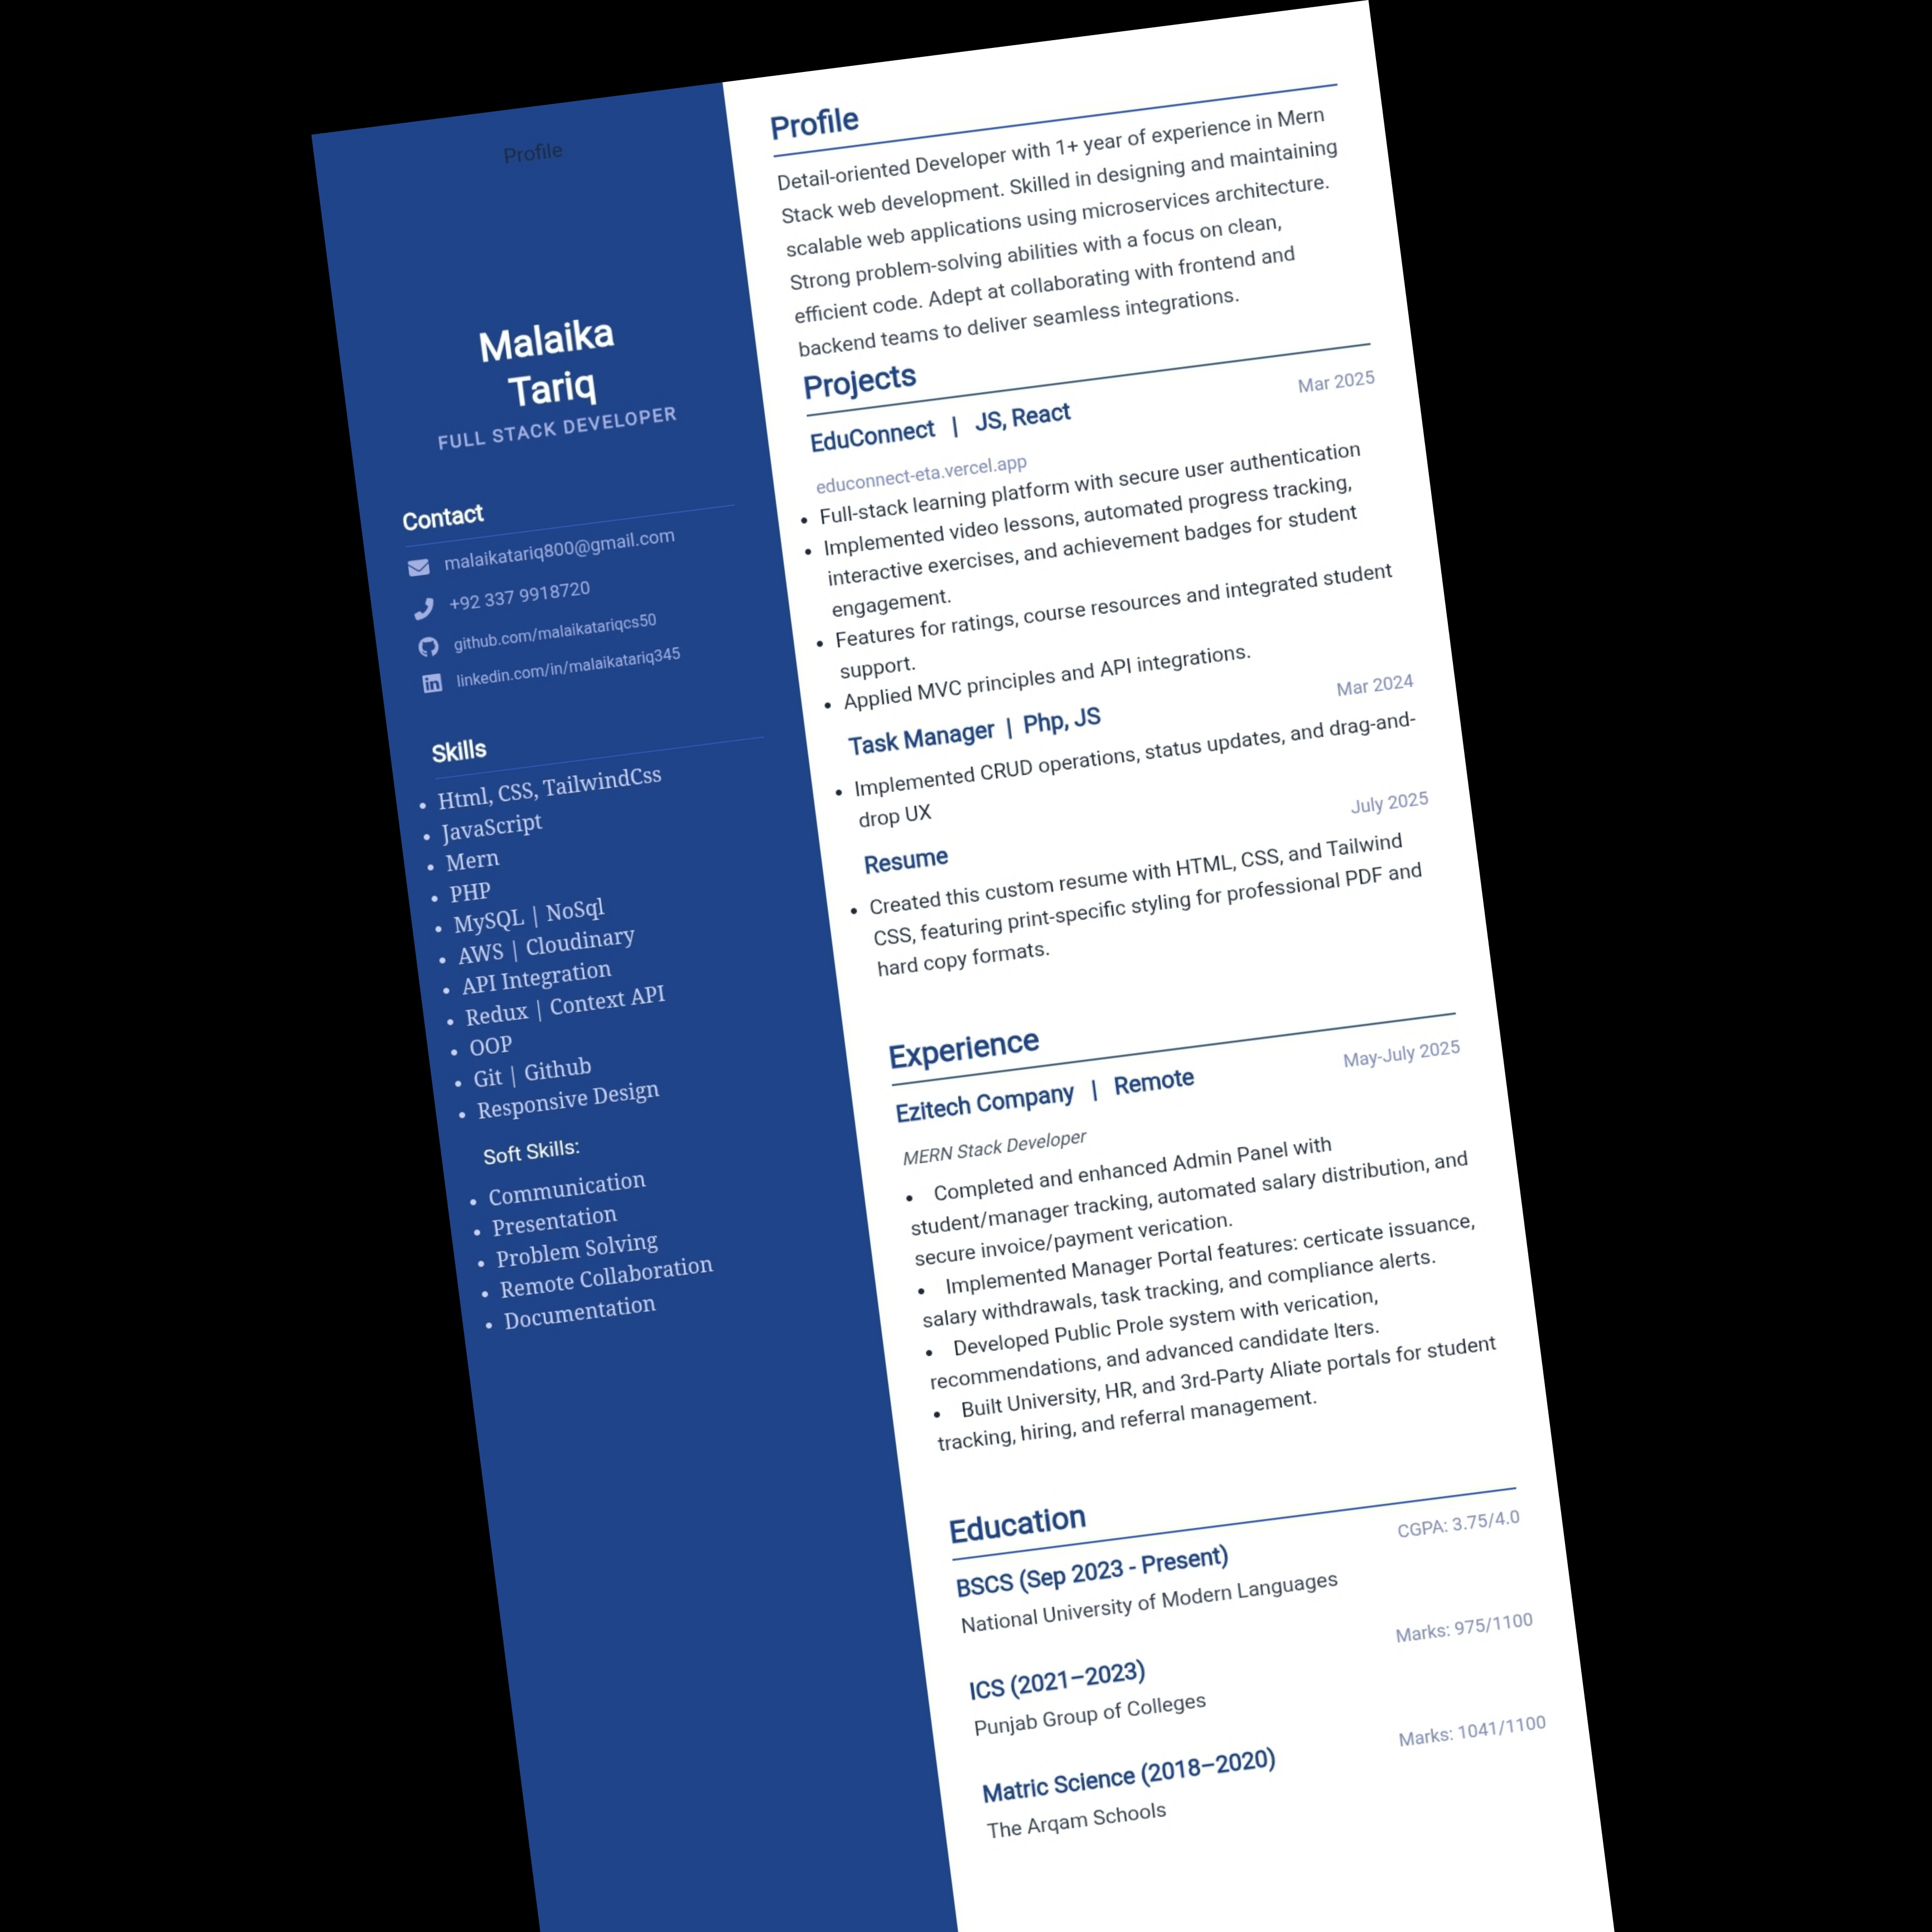 Profile
Malaika
Tariq
FULL STACK DEVELOPER
Contact
malaikatariq800@gmail.com
+92 337 9918720
github.com/malaikatariqcs50
linkedin.com/in/malaikatariq345
Skills
• Html, CSS, TailwindCss
• JavaScript
• Mern
• PHP
• MySQL | NoSql
• AWS | Cloudinary
• API Integration
• Redux | Context API
• OOP
• Git | Github
• Responsive Design
Soft Skills:
• Communication
• Presentation
• Problem Solving
• Remote Collaboration
• Documentation
Profile
Detail-oriented Developer with 1+ year of experience in Mern
Stack web development. Skilled in designing and maintaining
scalable web applications using microservices architecture.
Strong problem-solving abilities with a focus on clean,
efficient code. Adept at collaborating with frontend and
backend teams to deliver seamless integrations.
Projects
EduConnect | JS, React
Mar 2025
educonnect-eta.vercel.app
• Full-stack learning platform with secure user authentication
• Implemented video lessons, automated progress tracking,
interactive exercises, and achievement badges for student
engagement.
• Features for ratings, course resources and integrated student
support.
• Applied MVC principles and API integrations.
Task Manager | Php, JS
Mar 2024
• Implemented CRUD operations, status updates, and drag-and-
drop UX
Resume
July 2025
• Created this custom resume with HTML, CSS, and Tailwind
CSS, featuring print-specific styling for professional PDF and
hard copy formats.
Experience
Ezitech Company | Remote
May-July 2025
MERN Stack Developer
• Completed and enhanced Admin Panel with
student/manager tracking, automated salary distribution, and
secure invoice/payment verication.
• Implemented Manager Portal features: certicate issuance,
salary withdrawals, task tracking, and compliance alerts.
• Developed Public Prole system with verication,
recommendations, and advanced candidate lters.
• Built University, HR, and 3rd-Party Aliate portals for student
tracking, hiring, and referral management.
Education
BSCS (Sep 2023 - Present)
CGPA: 3.75/4.0
National University of Modern Languages
ICS (2021–2023)
Marks: 975/1100
Punjab Group of Colleges
Matric Science (2018–2020)
Marks: 1041/1100
The Arqam Schools